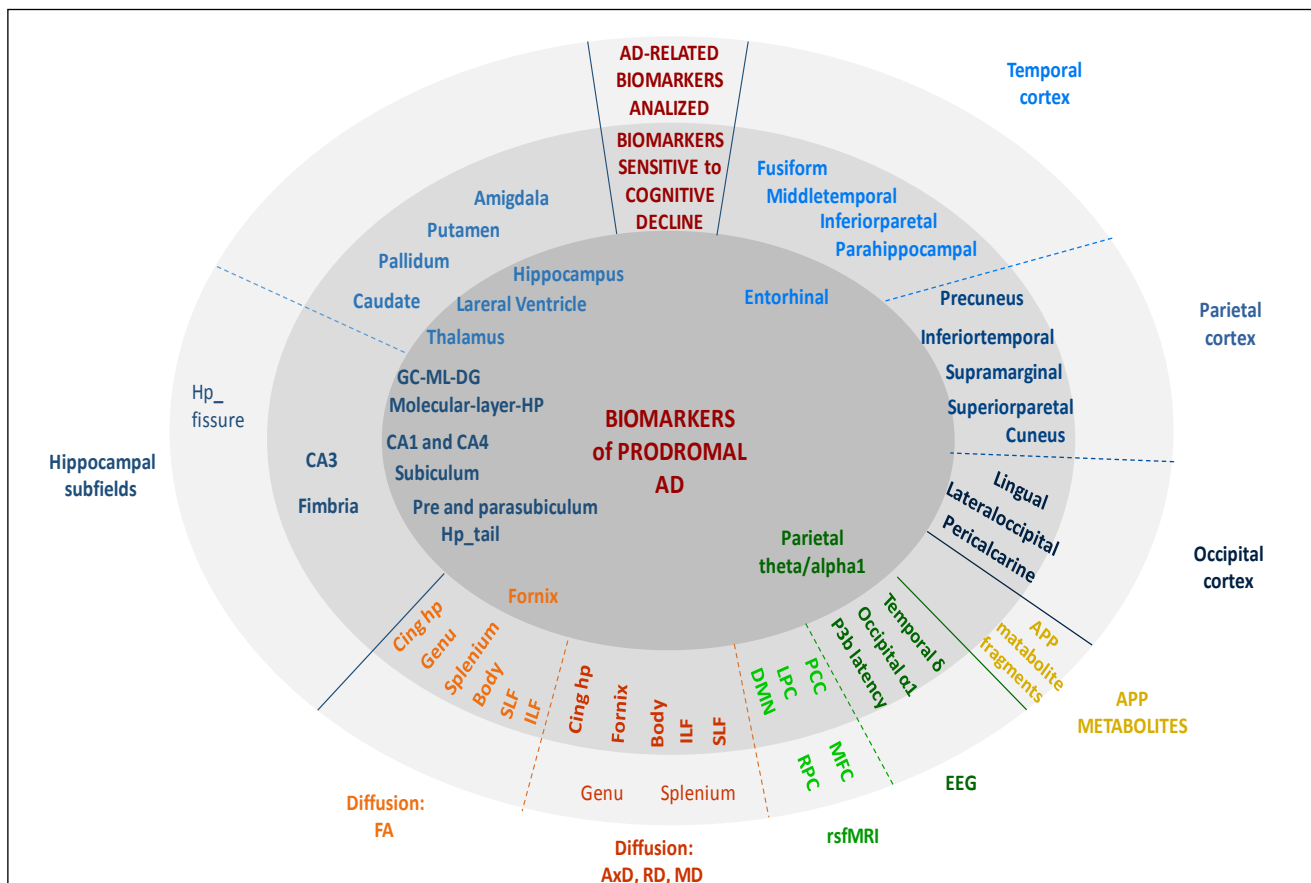 AD-RELATED
BIOMARKERS
ANALIZED
BIOMARKERS
SENSITIVE to
COGNITIVE
DECLINE
BIOMARKERS
of PRODROMAL
AD
Temporal
cortex
Fusiform
Middletemporal
Inferiorparetal
Parahippocampal
Entorhinal
Parietal
cortex
Precuneus
Inferiortemporal
Supramarginal
Superiorparetal
Cuneus
Occipital
cortex
Lingual
Lateraloccipital
Pericalcarine
APP
METABOLITES
APP
matabolite
fragments
EEG
Parietal
theta/alpha1
Temporal δ
Occipital α1
P3b latency
rsfMRI
PCC
LPC
DMN
MFC
RPC
Diffusion:
AxD, RD, MD
Cing hp
Fornix
Body
ILF
SLF
Genu
Splenium
Diffusion:
FA
Fornix
Cing hp
Genu
Splenium
Body
SLF
ILF
Hippocampal
subfields
Hp_
fissure
CA3
Fimbria
GC-ML-DG
Molecular-layer-HP
CA1 and CA4
Subiculum
Pre and parasubiculum
Hp_tail
Amigdala
Putamen
Pallidum
Caudate
Hippocampus
Lareral Ventricle
Thalamus